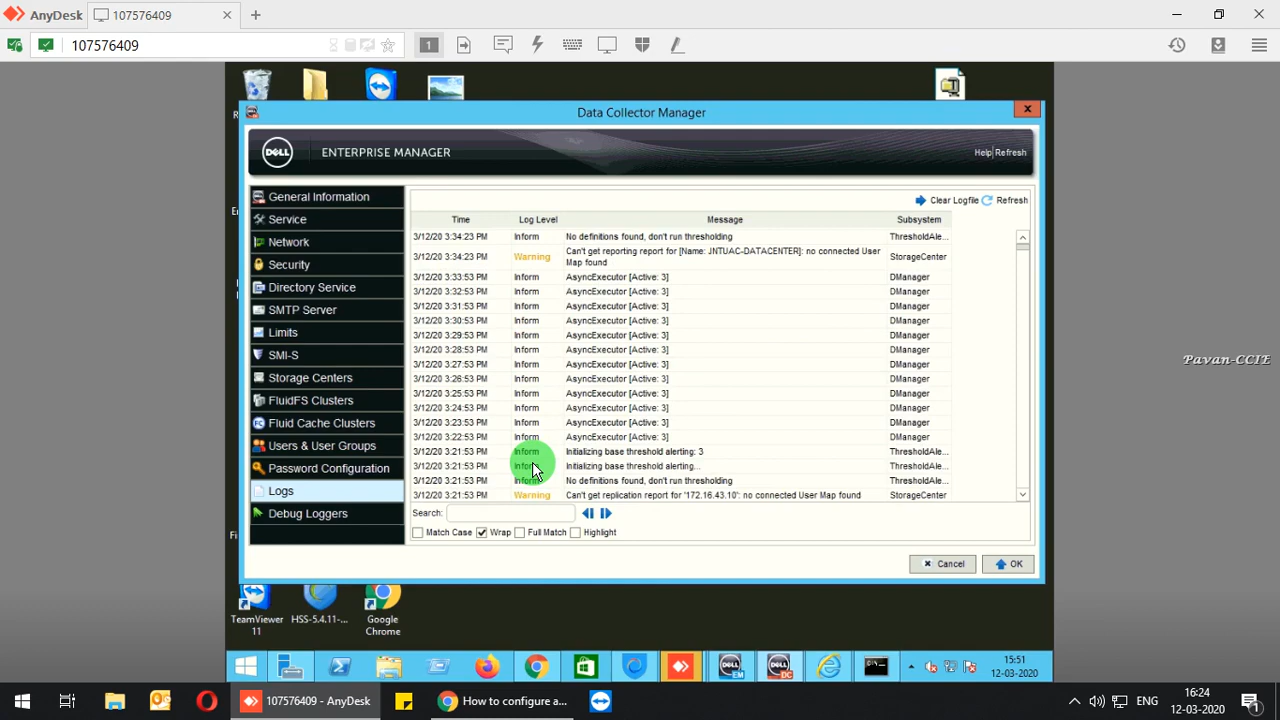 AnyDesk
107576409
107576409
1
Data Collector Manager
DELL
ENTERPRISE MANAGER
Help Refresh
General Information
Service
Network
Security
Directory Service
SMTP Server
Limits
SMI-S
Storage Centers
FluidFS Clusters
Fluid Cache Clusters
Users & User Groups
Password Configuration
Logs
Debug Loggers
Clear Logfile Refresh
Time Log Level Message Subsystem
3/12/20 3:34:23 PM Inform No definitions found, don't run thresholding ThresholdAle...
3/12/20 3:34:23 PM Warning Can't get reporting report for [Name: JNTUAC-DATACENTER]: no connected User Map found StorageCenter
3/12/20 3:33:53 PM Inform AsyncExecutor [Active: 3] DManager
3/12/20 3:32:53 PM Inform AsyncExecutor [Active: 3] DManager
3/12/20 3:31:53 PM Inform AsyncExecutor [Active: 3] DManager
3/12/20 3:30:53 PM Inform AsyncExecutor [Active: 3] DManager
3/12/20 3:29:53 PM Inform AsyncExecutor [Active: 3] DManager
3/12/20 3:28:53 PM Inform AsyncExecutor [Active: 3] DManager
3/12/20 3:27:53 PM Inform AsyncExecutor [Active: 3] DManager
3/12/20 3:26:53 PM Inform AsyncExecutor [Active: 3] DManager
3/12/20 3:25:53 PM Inform AsyncExecutor [Active: 3] DManager
3/12/20 3:24:53 PM Inform AsyncExecutor [Active: 3] DManager
3/12/20 3:23:53 PM Inform AsyncExecutor [Active: 3] DManager
3/12/20 3:22:53 PM Inform AsyncExecutor [Active: 3] DManager
3/12/20 3:21:53 PM Inform Initializing base threshold alerting: 3 ThresholdAle...
3/12/20 3:21:53 PM Inform Initializing base threshold alerting... ThresholdAle...
3/12/20 3:21:53 PM Inform No definitions found, don't run thresholding ThresholdAle...
3/12/20 3:21:53 PM Warning Can't get replication report for '172.16.43.10': no connected User Map found StorageCenter
Search:
Match Case Wrap Full Match Highlight
Cancel OK
Pavan-CCIE
TeamViewer 11
HSS-5.4.11-...
Google Chrome
EM
DC
15:51
12-03-2020
107576409 - AnyDesk
How to configure a...
ENG
16:24
12-03-2020
1